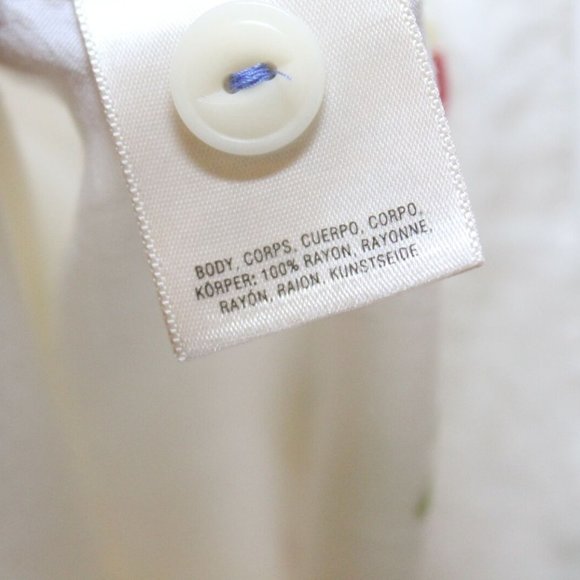 BODY, CORPS, CUERPO, CORPO,
KÖRPER: 100% RAYON, RAYONNE,
RAYÓN, RAION, KUNSTSEIDE